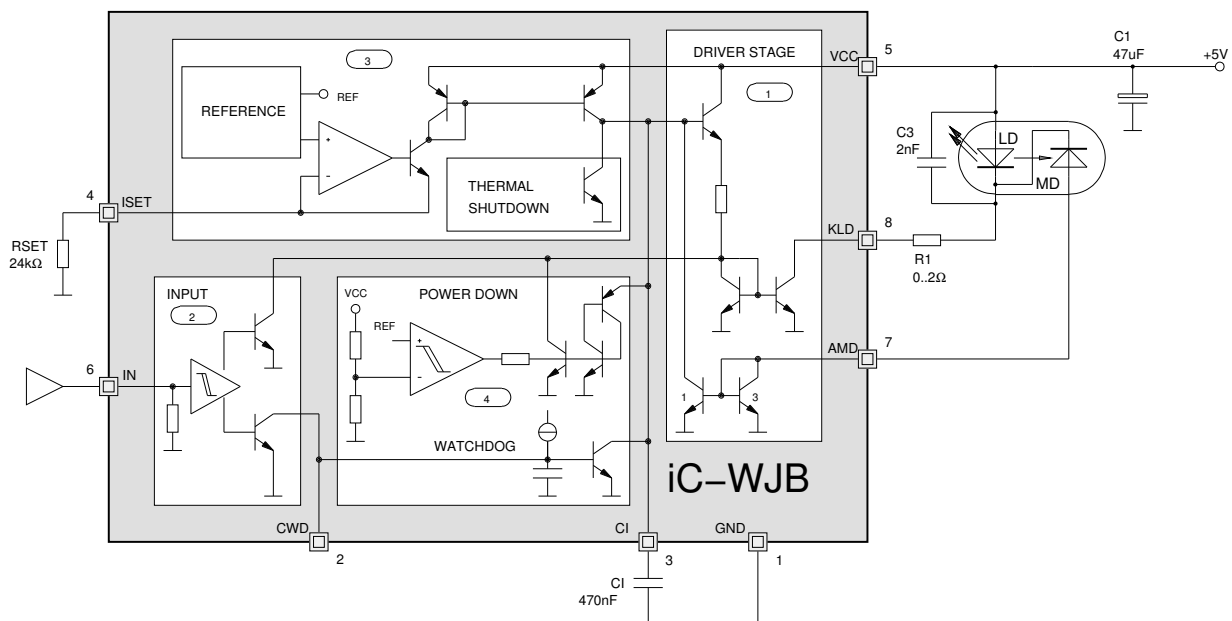 DRIVER STAGE
VCC
5
C1
47uF
+5V
3
1
REFERENCE
REF
+
-
C3
2nF
LD
MD
THERMAL
SHUTDOWN
4
ISET
RSET
24kΩ
KLD
8
R1
0..2Ω
INPUT
2
POWER DOWN
VCC
REF
+
-
4
AMD
7
6
IN
1
3
WATCHDOG
iC-WJB
CWD
2
CI
3
GND
1
CI
470nF